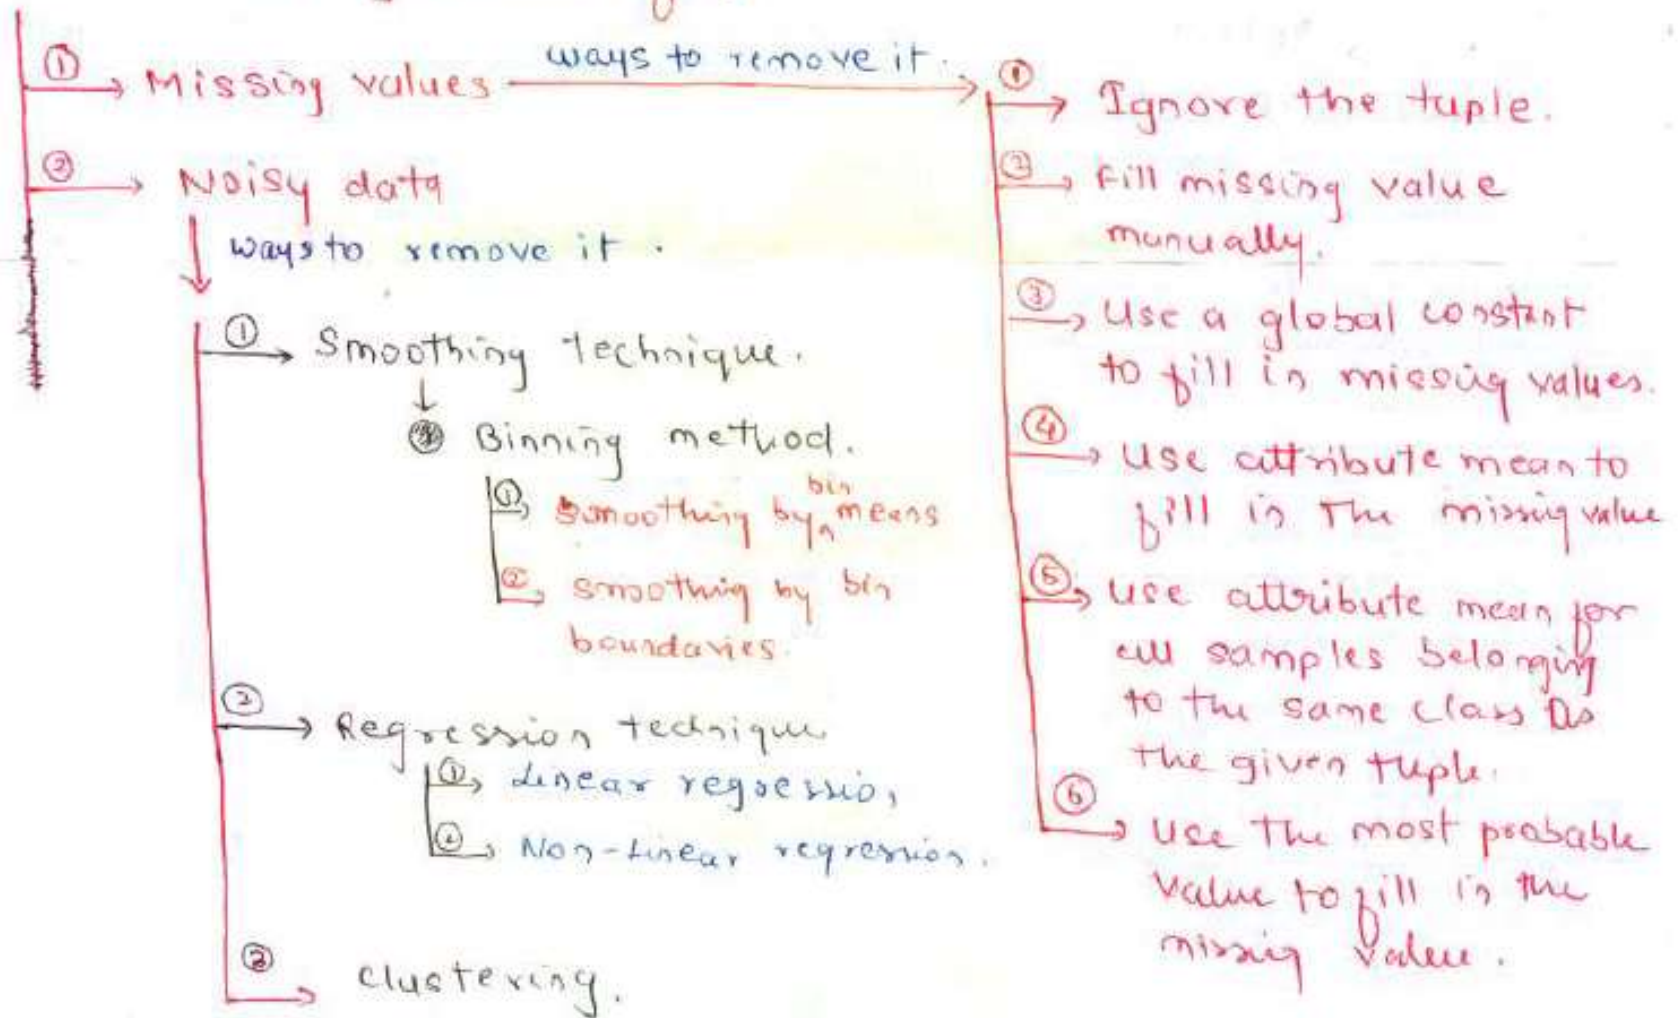 ① Missing values
ways to remove it.
② Noisy data
ways to remove it.
① Smoothing technique.
Binning method.
① Smoothing by bin means
② smoothing by bin
boundaries.
② Regression technique
① Linear regression,
② Non-Linear regression.
③ Clustering.
① Ignore the tuple.
② Fill missing value
manually.
③ Use a global constant
to fill in missing values.
④ Use attribute mean to
fill in the missing value
⑤ Use attribute mean for
all samples belonging
to the same class as
the given tuple.
⑥ Use the most probable
value to fill in the
missing value.